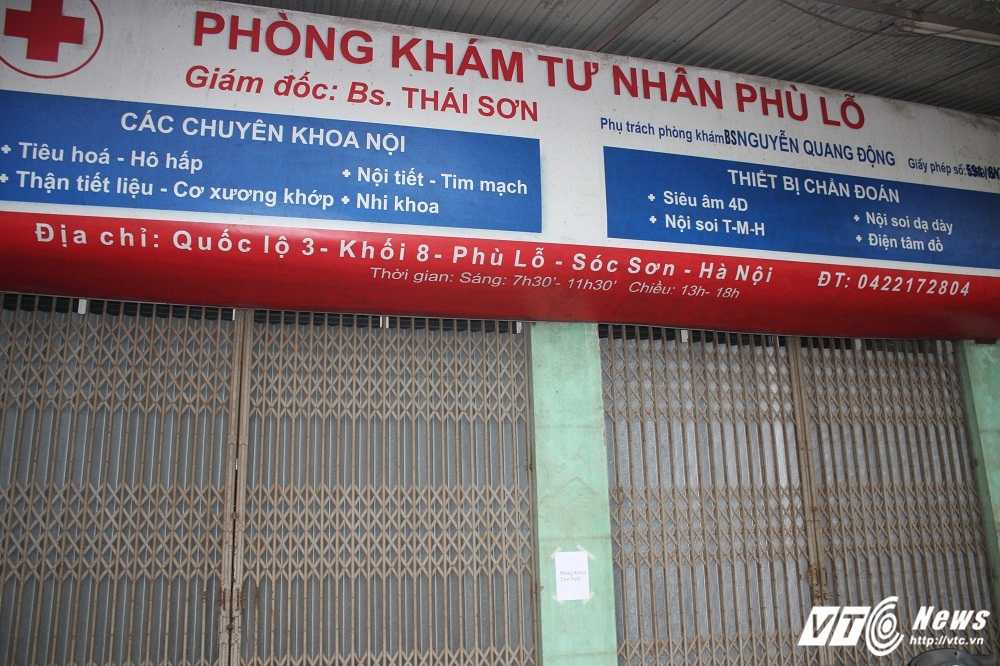 PHÒNG KHÁM TƯ NHÂN PHÙ LỖ
Giám đốc: Bs. THÁI SƠN
CÁC CHUYÊN KHOA NỘI
Tiêu hoá - Hô hấp
Thận tiết liệu - Cơ xương khớp
Nội tiết - Tim mạch
Nhi khoa
Phụ trách phòng khám BSNGUYỄN QUANG ĐỘNG
Giấy phép số:
THIẾT BỊ CHẨN ĐOÁN
Siêu âm 4D
Nội soi T-M-H
Nội soi dạ dày
Điện tâm đồ
Địa chỉ: Quốc lộ 3- Khối 8- Phù Lỗ - Sóc Sơn - Hà Nội ĐT: 0422172804
Thời gian: Sáng: 7h30'- 11h30' Chiều: 13h- 18h
VTC News
http://vtc.vn